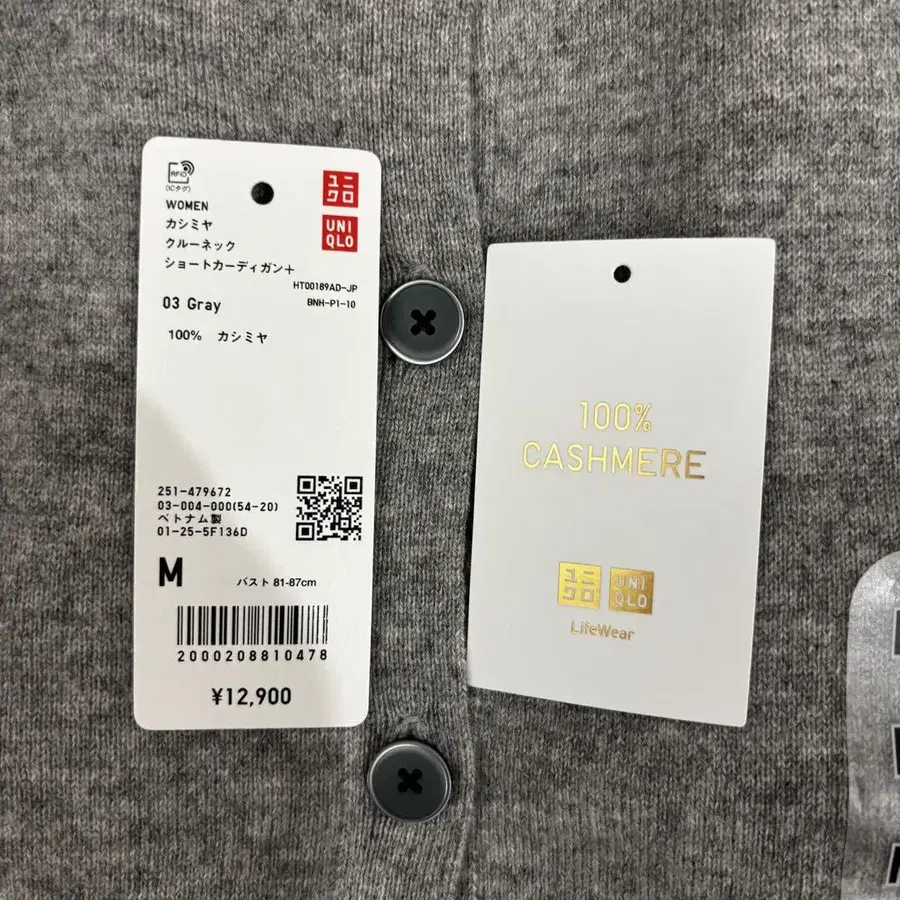 RFID
(ICタグ)
ユニ
クロ
UNI
QLO
WOMEN
カシミヤ
クルーネック
ショートカーディガン+
HT00189AD-JP
BNH-P1-10
03 Gray
100% カシミヤ
251-479672
03-004-000(54-20)
ベトナム製
01-25-5F136D
M
バスト 81-87cm
2000208810478
¥12,900
100%
CASHMERE
ユニ
クロ
UNI
QLO
LifeWear